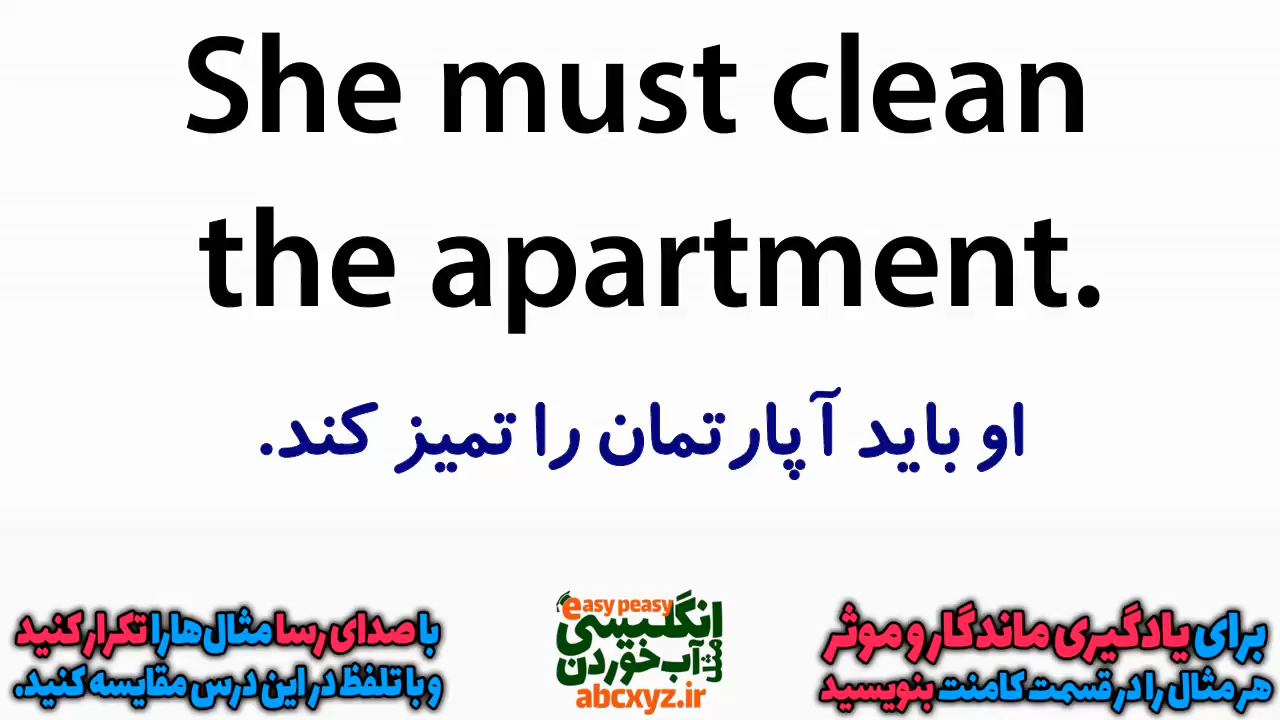 She must clean
the apartment.
او باید آپارتمان را تمیز کند.
برای یادگیری ماندگار و موثر
هر مثال را در قسمت کامنت بنویسید
easy peasy
انگلیسی
مثل آب خوردن
abcxyz.ir
با صدای رسا مثال‌ها را تکرار کنید
و با تلفظ در این درس مقایسه کنید.